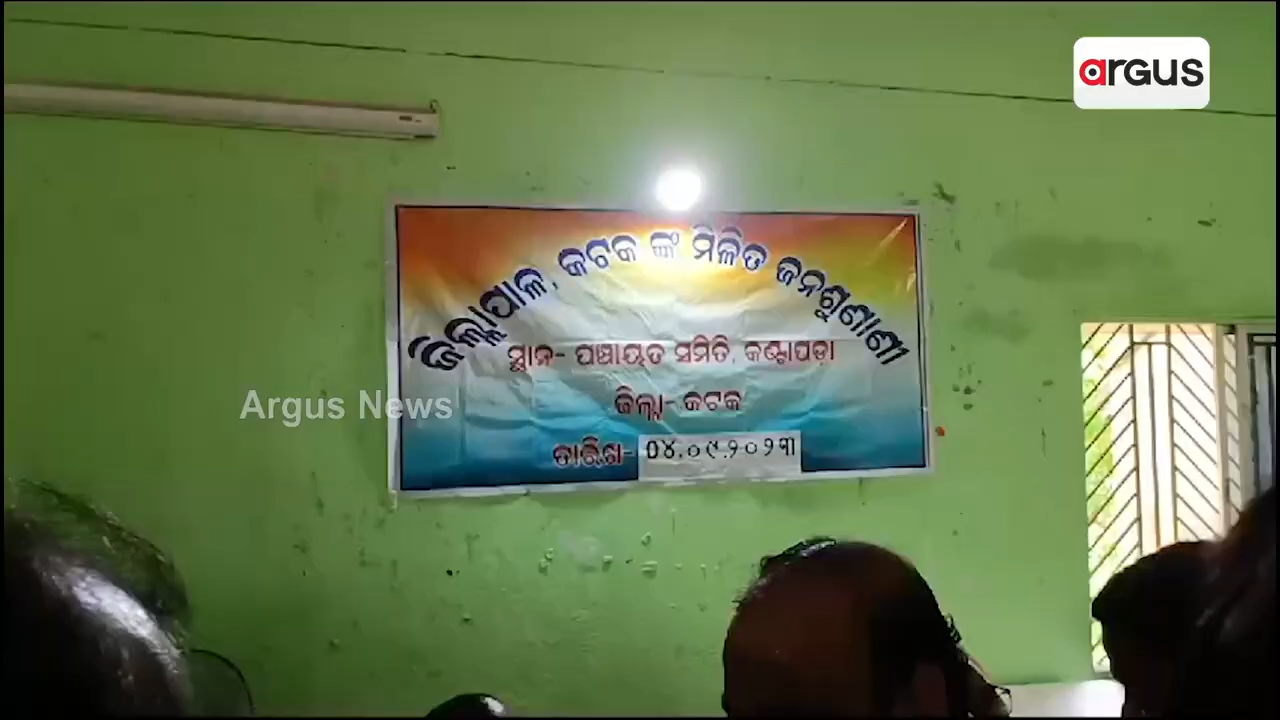 argus
ଜିଲ୍ଲାପାଳ, କଟକ ଙ୍କ ମିଳିତ ଜନଶୁଣାଣୀ
ସ୍ଥାନ- ପଞ୍ଚାୟତ ସମିତି, କଣ୍ଟାପଡ଼ା
ଜିଲ୍ଲା- କଟକ
ତାରିଖ- ୦୪.୦୯.୨୦୨୩
Argus News